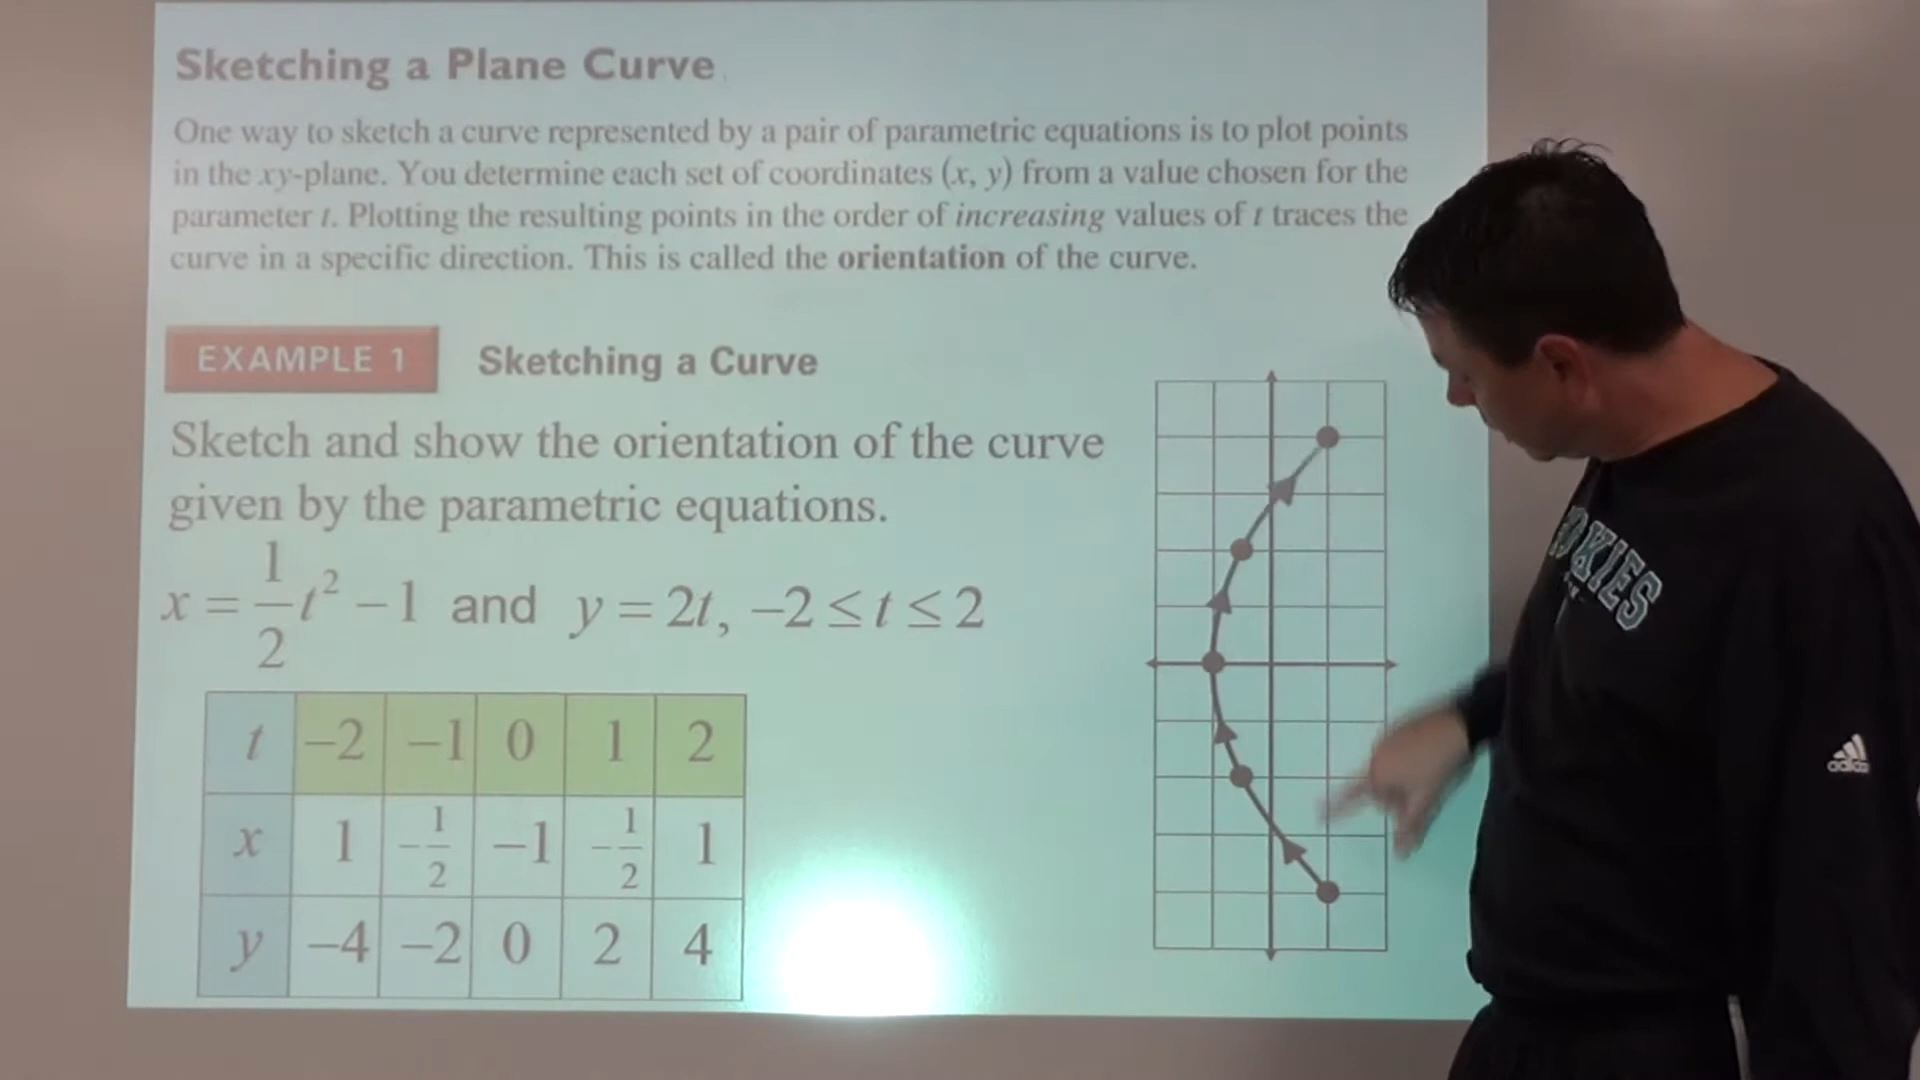 Sketching a Plane Curve
One way to sketch a curve represented by a pair of parametric equations is to plot points
in the xy-plane. You determine each set of coordinates (x, y) from a value chosen for the
parameter t. Plotting the resulting points in the order of increasing values of t traces the
curve in a specific direction. This is called the orientation of the curve.
EXAMPLE 1 Sketching a Curve
Sketch and show the orientation of the curve
given by the parametric equations.
x = 1/2 t² − 1 and y = 2t, −2 ≤ t ≤ 2
t −2 −1 0 1 2
x 1 −1/2 −1 −1/2 1
y −4 −2 0 2 4
adidas